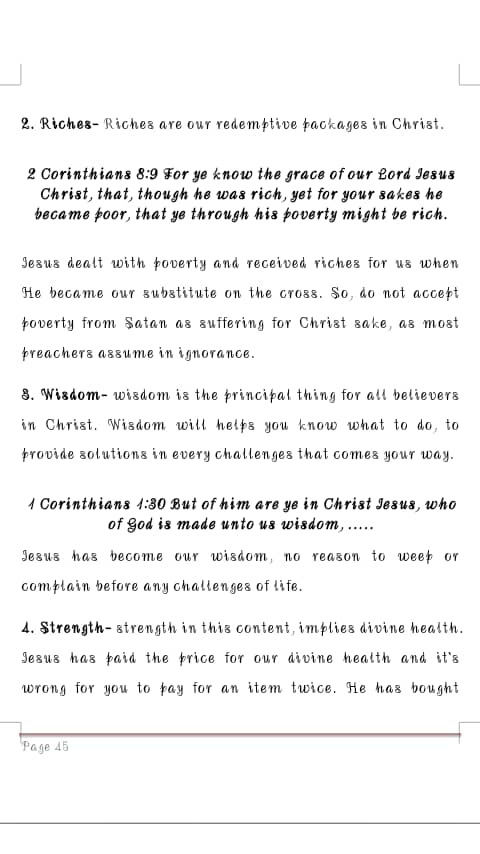 2. Riches- Riches are our redemptive packages in Christ.
2 Corinthians 8:9 For ye know the grace of our Lord Jesus
Christ, that, though he was rich, yet for your sakes he
became poor, that ye through his poverty might be rich.
Jesus dealt with poverty and received riches for us when
He became our substitute on the cross. So, do not accept
poverty from Satan as suffering for Christ sake, as most
preachers assume in ignorance.
3. Wisdom- wisdom is the principal thing for all believers
in Christ. Wisdom will helps you know what to do, to
provide solutions in every challenges that comes your way.
1 Corinthians 1:30 But of him are ye in Christ Jesus, who
of God is made unto us wisdom,.....
Jesus has become our wisdom, no reason to weep or
complain before any challenges of life.
4. Strength- strength in this content, implies divine health.
Jesus has paid the price for our divine health and it's
wrong for you to pay for an item twice. He has bought
Page 45